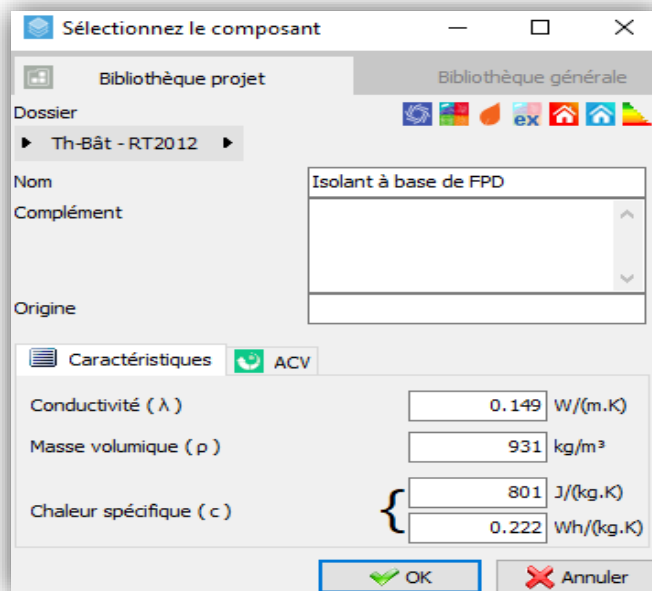 Sélectionnez le composant
Bibliothèque projet
Bibliothèque générale
Dossier
ex
Th-Bât - RT2012
Nom
Isolant à base de FPD
Complément
Origine
Caractéristiques
ACV
Conductivité ( λ )
0.149 W/(m.K)
Masse volumique ( ρ )
931 kg/m³
Chaleur spécifique ( c )
801 J/(kg.K)
0.222 Wh/(kg.K)
OK
Annuler